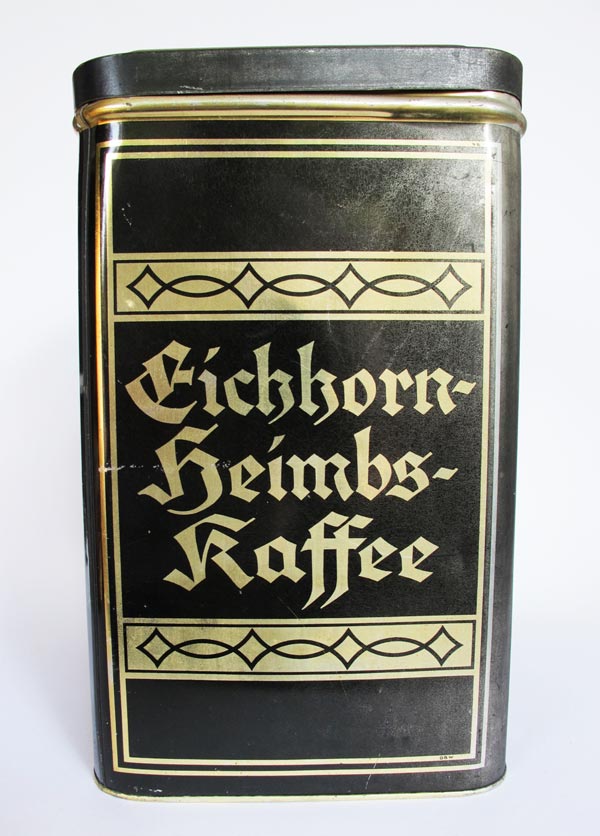 Eichhorn-
Heimbs-
Kaffee